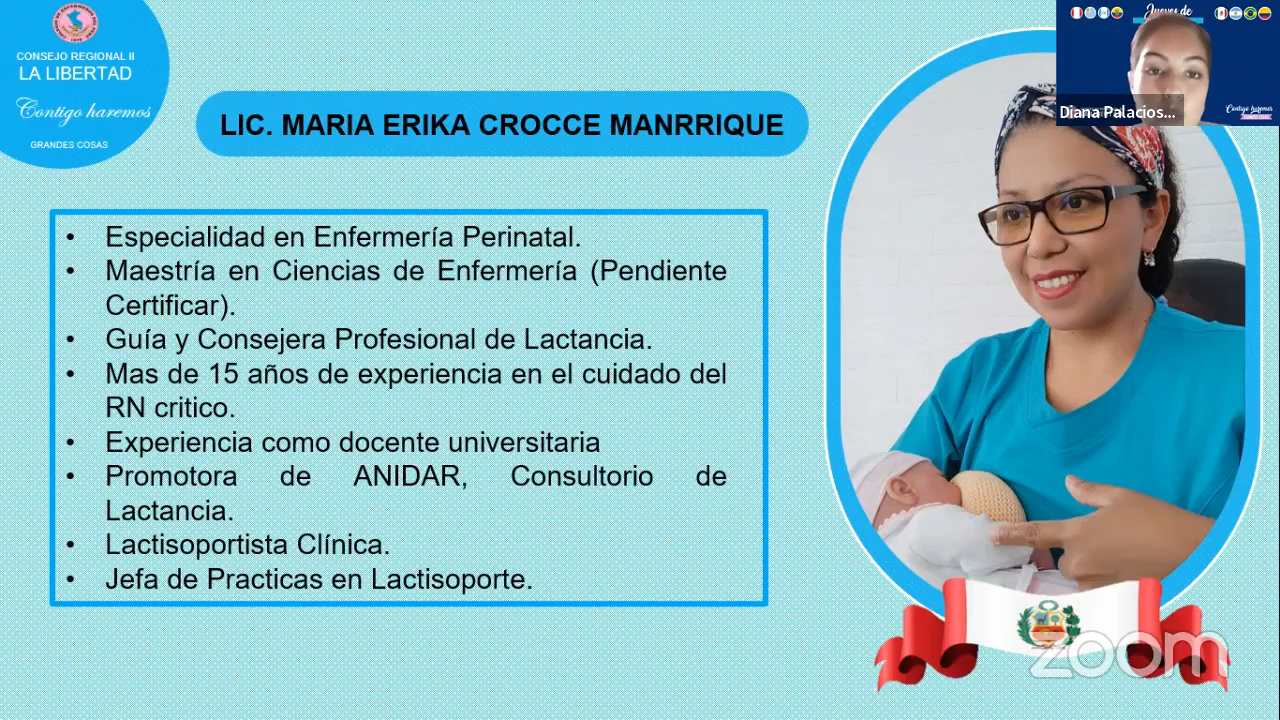 CONSEJO REGIONAL II
LA LIBERTAD
Contigo haremos
GRANDES COSAS
LIC. MARIA ERIKA CROCCE MANRRIQUE
• Especialidad en Enfermería Perinatal.
• Maestría en Ciencias de Enfermería (Pendiente
Certificar).
• Guía y Consejera Profesional de Lactancia.
• Mas de 15 años de experiencia en el cuidado del
RN critico.
• Experiencia como docente universitaria
• Promotora de ANIDAR, Consultorio de
Lactancia.
• Lactisoportista Clínica.
• Jefa de Practicas en Lactisoporte.
Jueves de
Contigo haremos
Diana Palacios...
zoom